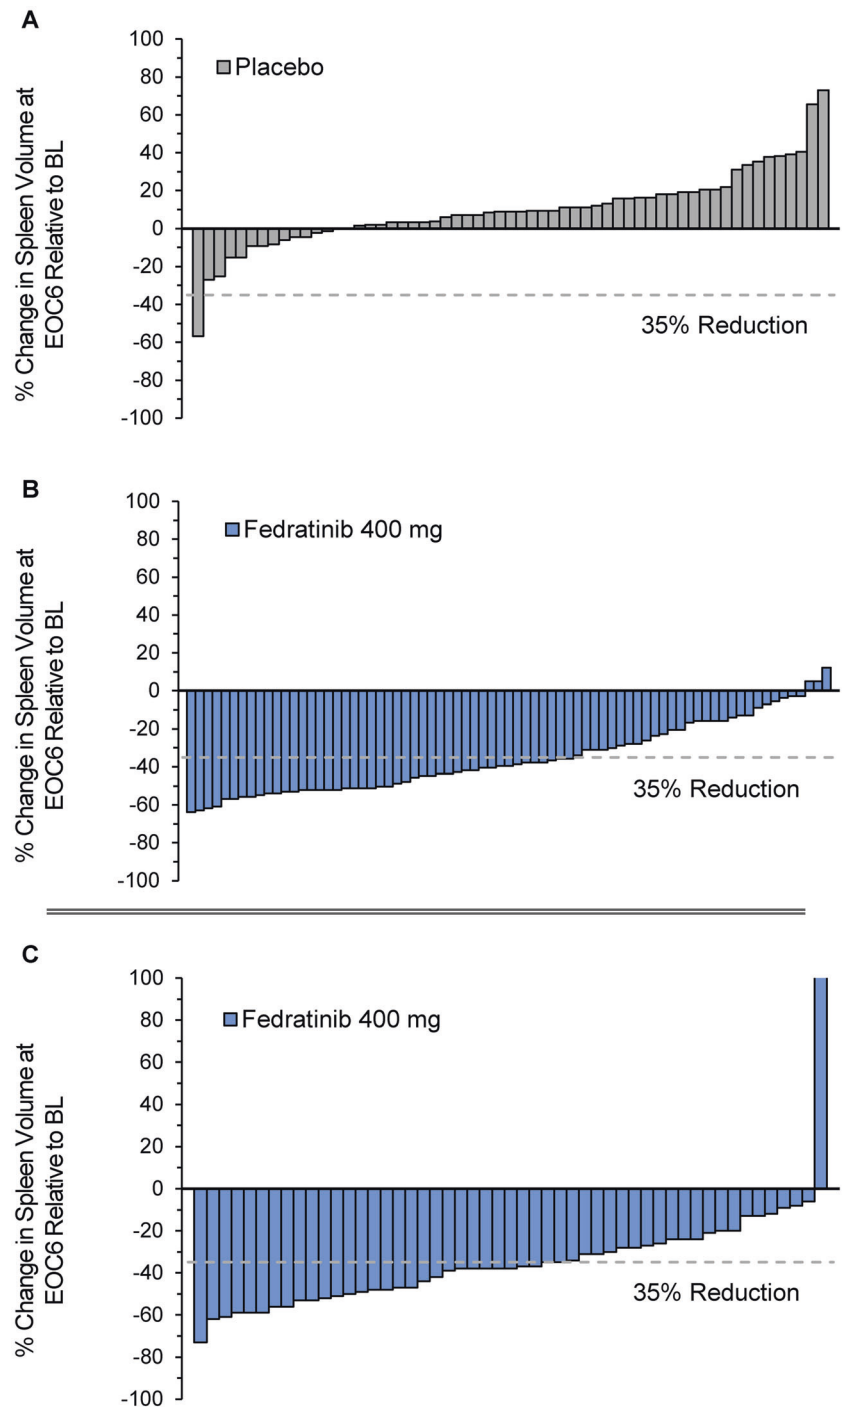 A
% Change in Spleen Volume at
EOC6 Relative to BL
100
80
60
40
20
0
-20
-40
-60
-80
-100
Placebo
35% Reduction
B
% Change in Spleen Volume at
EOC6 Relative to BL
100
80
60
40
20
0
-20
-40
-60
-80
-100
Fedratinib 400 mg
35% Reduction
C
% Change in Spleen Volume at
EOC6 Relative to BL
100
80
60
40
20
0
-20
-40
-60
-80
-100
Fedratinib 400 mg
35% Reduction